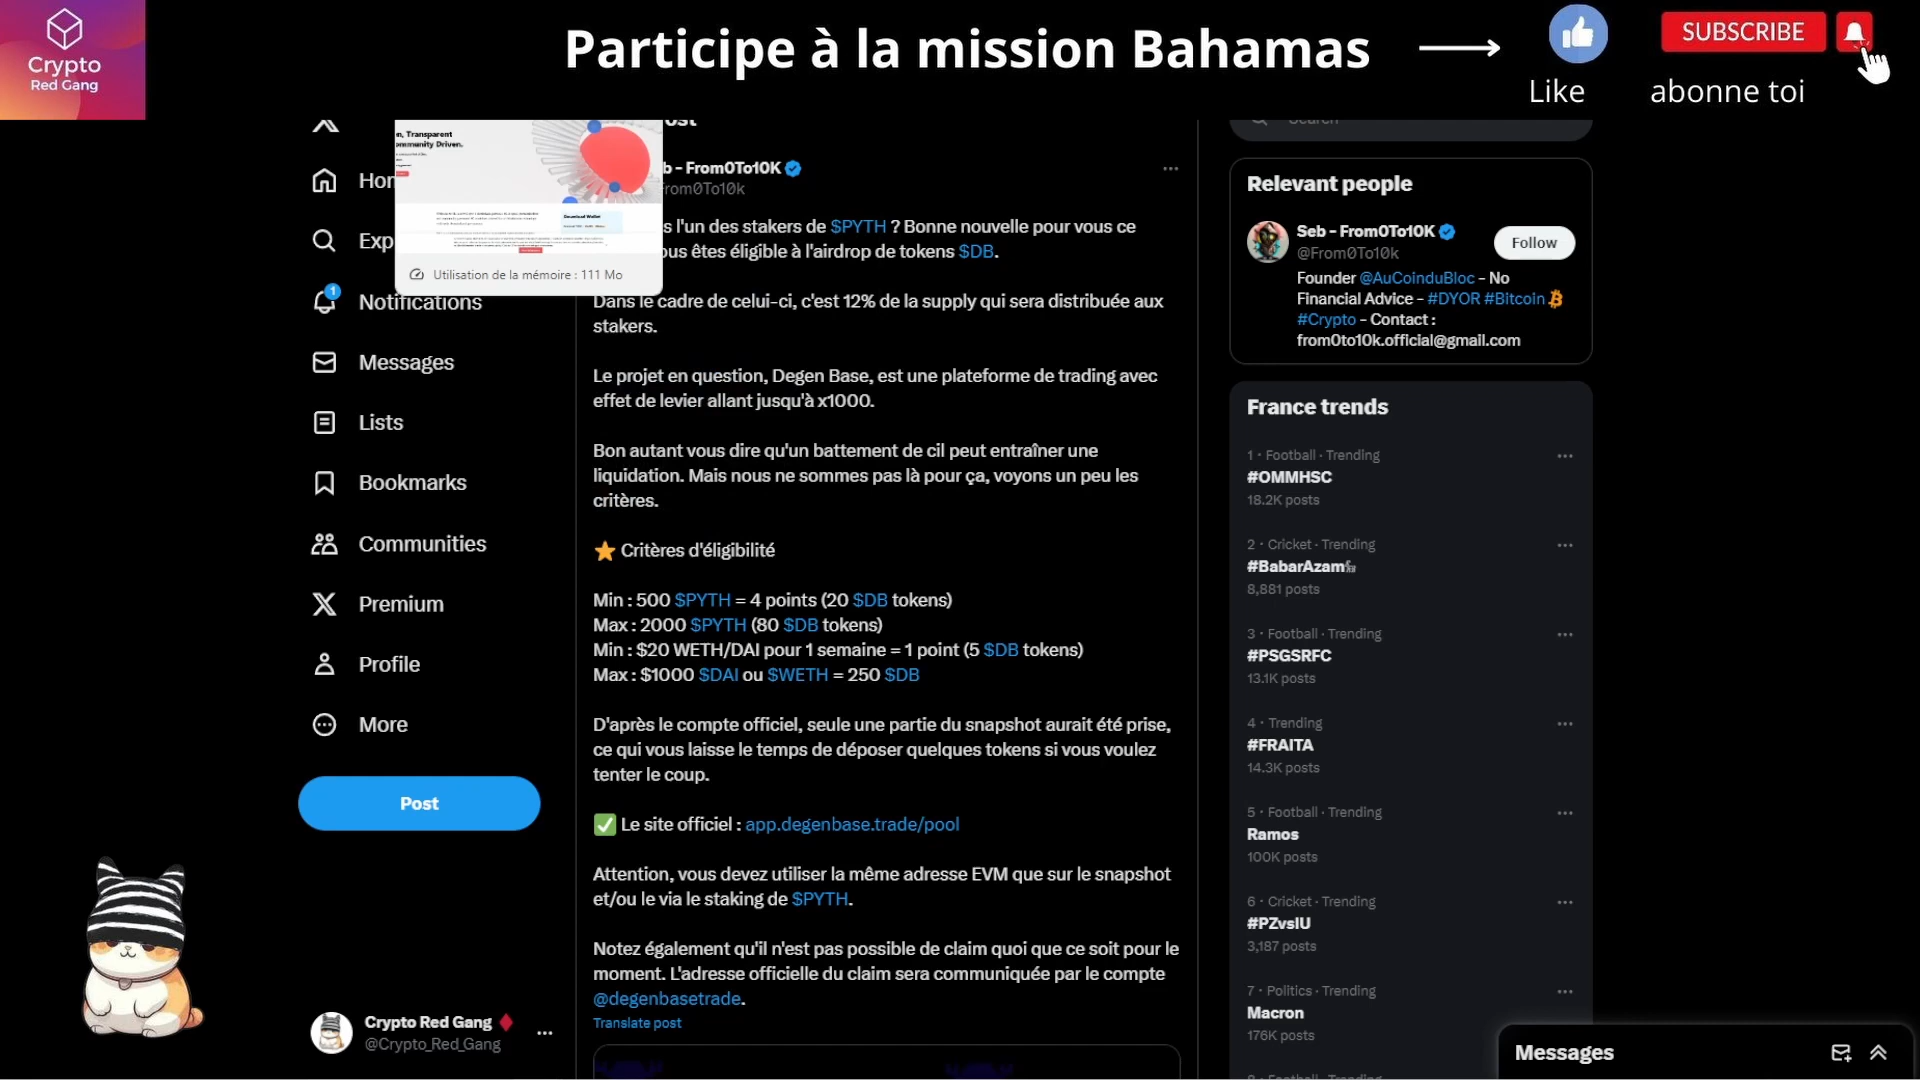 Crypto
Red Gang
Participe à la mission Bahamas
Like
SUBSCRIBE
abonne toi
Notifications
Messages
Lists
Bookmarks
Communities
Premium
Profile
More
Post
Crypto Red Gang
@Crypto_Red_Gang
1
Transparent
Driven.
Download Wallet
Utilisation de la mémoire : 111 Mo
From0To10K
s l'un des stakers de $PYTH ? Bonne nouvelle pour vous ce
ous êtes éligible à l'airdrop de tokens $DB.
Dans le cadre de celui-ci, c'est 12% de la supply qui sera distribuée aux
stakers.
Le projet en question, Degen Base, est une plateforme de trading avec
effet de levier allant jusqu'à x1000.
Bon autant vous dire qu'un battement de cil peut entraîner une
liquidation. Mais nous ne sommes pas là pour ça, voyons un peu les
critères.
⭐ Critères d'éligibilité
Min : 500 $PYTH = 4 points (20 $DB tokens)
Max : 2000 $PYTH (80 $DB tokens)
Min : $20 WETH/DAI pour 1 semaine = 1 point (5 $DB tokens)
Max : $1000 $DAI ou $WETH = 250 $DB
D'après le compte officiel, seule une partie du snapshot aurait été prise,
ce qui vous laisse le temps de déposer quelques tokens si vous voulez
tenter le coup.
✅ Le site officiel : app.degenbase.trade/pool
Attention, vous devez utiliser la même adresse EVM que sur le snapshot
et/ou le via le staking de $PYTH.
Notez également qu'il n'est pas possible de claim quoi que ce soit pour le
moment. L'adresse officielle du claim sera communiquée par le compte
@degenbasetrade.
Translate post
Search
Relevant people
Seb - From0To10K
@From0To10k
Follow
Founder @AuCoinduBloc - No
Financial Advice - #DYOR #Bitcoin
#Crypto - Contact :
from0to10k.official@gmail.com
France trends
1 · Football · Trending
#OMMHSC
18.2K posts
2 · Cricket · Trending
#BabarAzam
8,881 posts
3 · Football · Trending
#PSGSRFC
13.1K posts
4 · Trending
#FRAITA
14.3K posts
5 · Football · Trending
Ramos
100K posts
6 · Cricket · Trending
#PZvsIU
3,187 posts
7 · Politics · Trending
Macron
176K posts
Messages